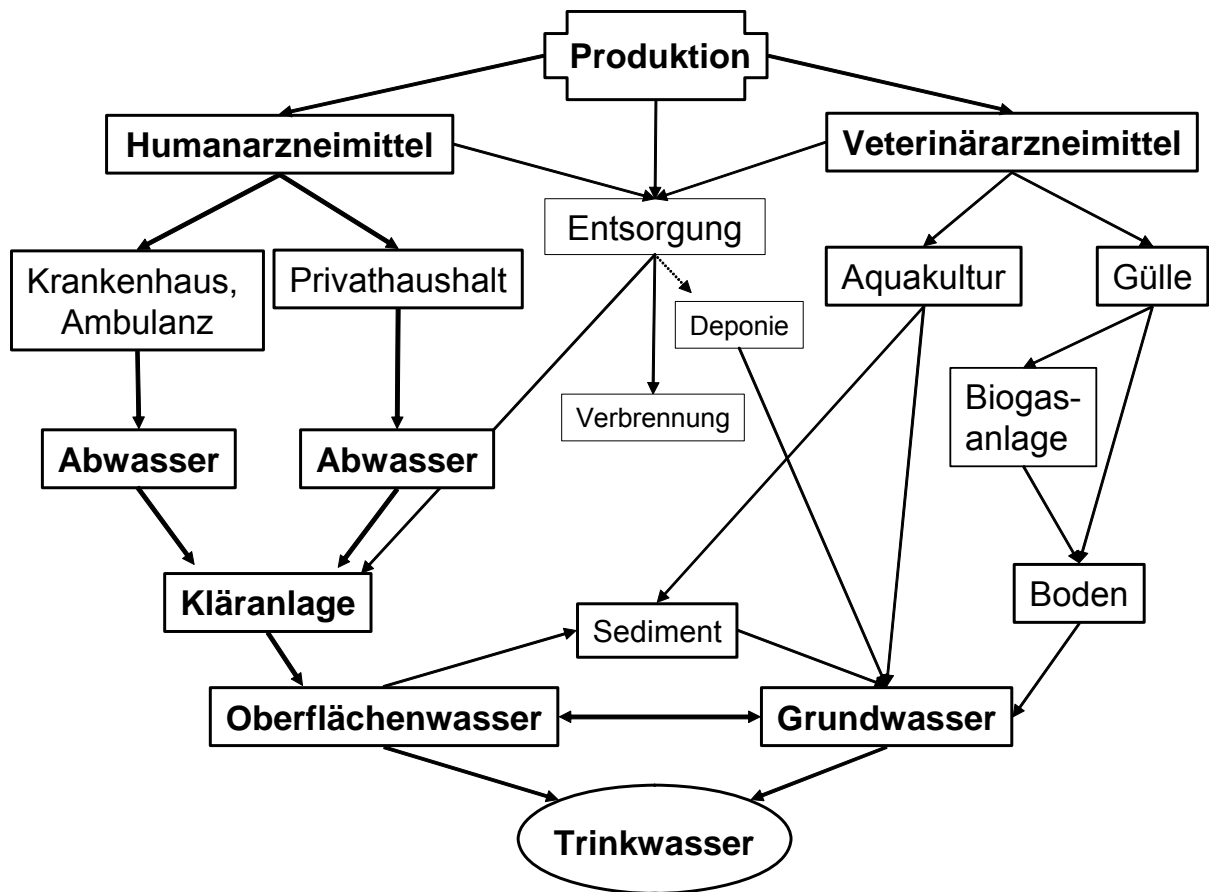 Produktion
Humanarzneimittel
Veterinärarzneimittel
Entsorgung
Krankenhaus,
Ambulanz
Privathaushalt
Aquakultur
Gülle
Deponie
Verbrennung
Biogas-
anlage
Abwasser
Abwasser
Kläranlage
Sediment
Boden
Oberflächenwasser
Grundwasser
Trinkwasser